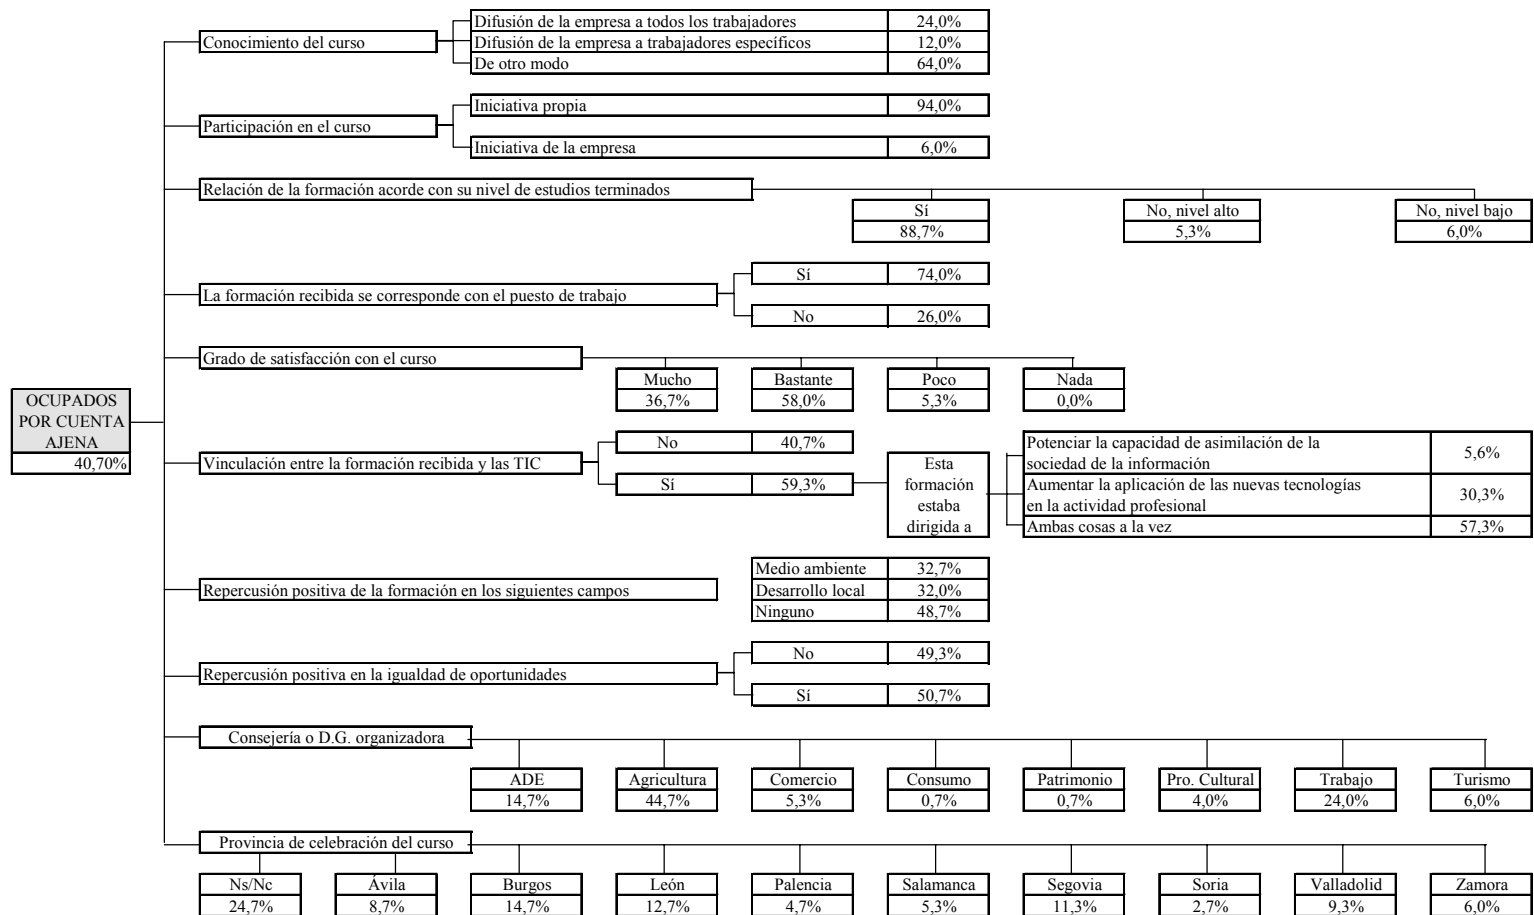 Conocimiento del curso
Difusión de la empresa a todos los trabajadores 24,0%
Difusión de la empresa a trabajadores específicos 12,0%
De otro modo 64,0%
Participación en el curso
Iniciativa propia 94,0%
Iniciativa de la empresa 6,0%
Relación de la formación acorde con su nivel de estudios terminados
Sí No, nivel alto No, nivel bajo
88,7% 5,3% 6,0%
La formación recibida se corresponde con el puesto de trabajo
Sí 74,0%
No 26,0%
Grado de satisfacción con el curso
Mucho Bastante Poco Nada
36,7% 58,0% 5,3% 0,0%
OCUPADOS
POR CUENTA
AJENA
40,70%
Vinculación entre la formación recibida y las TIC
No 40,7%
Sí 59,3%
Esta
formación
estaba
dirigida a
Potenciar la capacidad de asimilación de la
sociedad de la información
5,6%
Aumentar la aplicación de las nuevas tecnologías
en la actividad profesional
30,3%
Ambas cosas a la vez 57,3%
Repercusión positiva de la formación en los siguientes campos
Medio ambiente 32,7%
Desarrollo local 32,0%
Ninguno 48,7%
Repercusión positiva en la igualdad de oportunidades
No 49,3%
Sí 50,7%
Consejería o D.G. organizadora
ADE Agricultura Comercio Consumo Patrimonio Pro. Cultural Trabajo Turismo
14,7% 44,7% 5,3% 0,7% 0,7% 4,0% 24,0% 6,0%
Provincia de celebración del curso
Ns/Nc Ávila Burgos León Palencia Salamanca Segovia Soria Valladolid Zamora
24,7% 8,7% 14,7% 12,7% 4,7% 5,3% 11,3% 2,7% 9,3% 6,0%